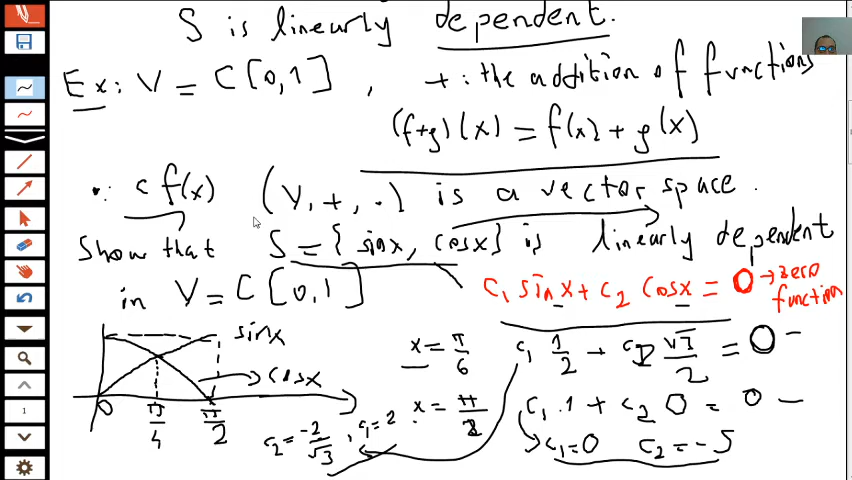 S is linearly dependent.
Ex: V = C[0,1], +: the addition of functions
(f+g)(x) = f(x) + g(x)
•: c f(x) (V, +, •) is a vector space.
Show that S = {sinx, cosx} is linearly dependent
in V = C[0,1]
c₁ sinx + c₂ cosx = 0 → zero
function
sinx
cosx
0 π/4 π/2
x = π/6 c₁ 1/2 + c₂ √3/2 = 0
x = π/2 c₁ . 1 + c₂ 0 = 0
c₂ = -2/√3 , c₁ = 2
c₁ = 0 c₂ = -5
1